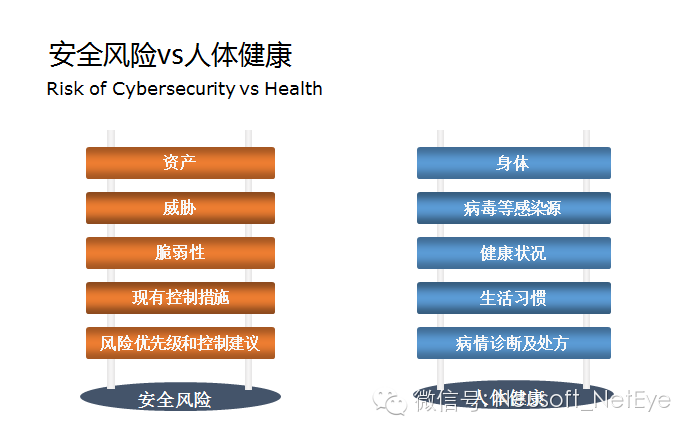 安全风险vs人体健康
Risk of Cybersecurity vs Health
资产
威胁
脆弱性
现有控制措施
风险优先级和控制建议
安全风险
身体
病毒等感染源
健康状况
生活习惯
病情诊断及处方
人体健康
微信号: Neusoft_NetEye